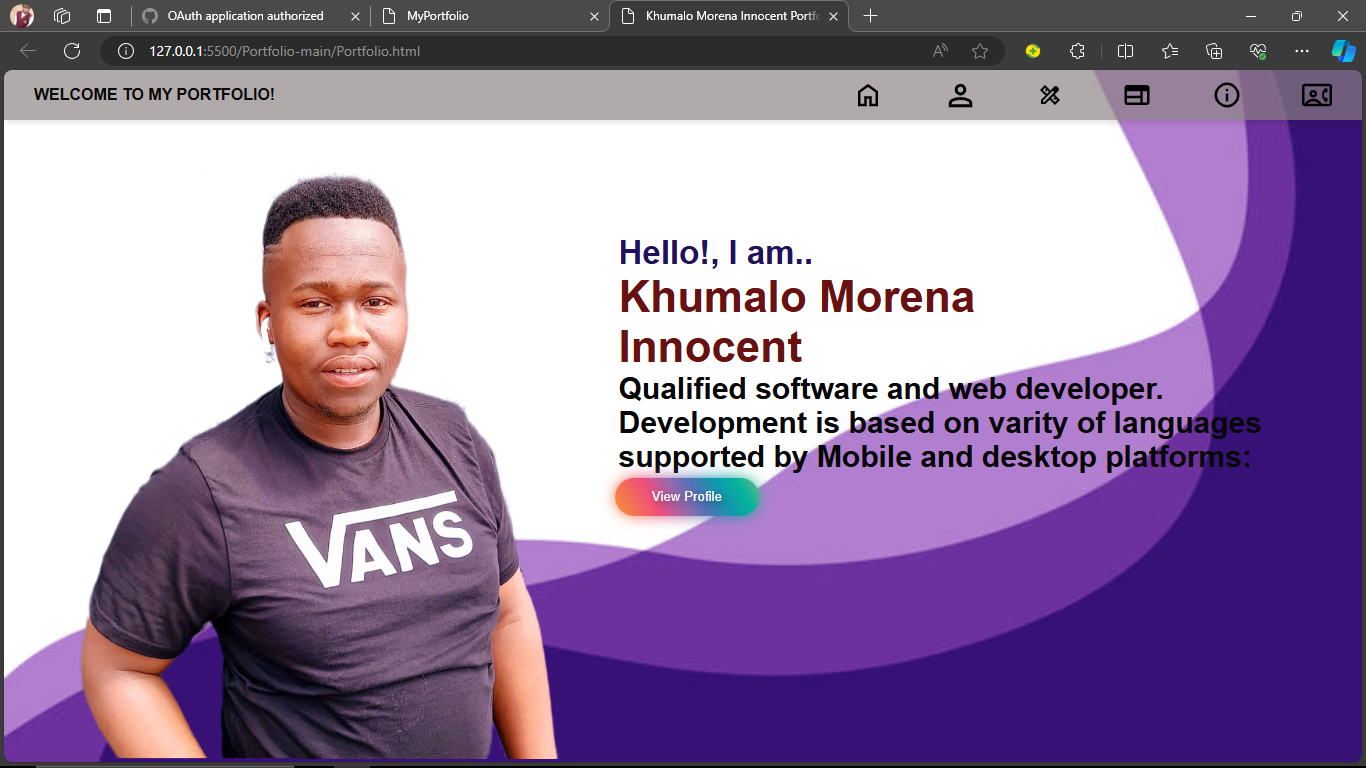 OAuth application authorized
MyPortfolio
Khumalo Morena Innocent Portf
127.0.0.1:5500/Portfolio-main/Portfolio.html
WELCOME TO MY PORTFOLIO!
Hello!, I am..
Khumalo Morena
Innocent
Qualified software and web developer.
Development is based on varity of languages
supported by Mobile and desktop platforms:
View Profile
VANS